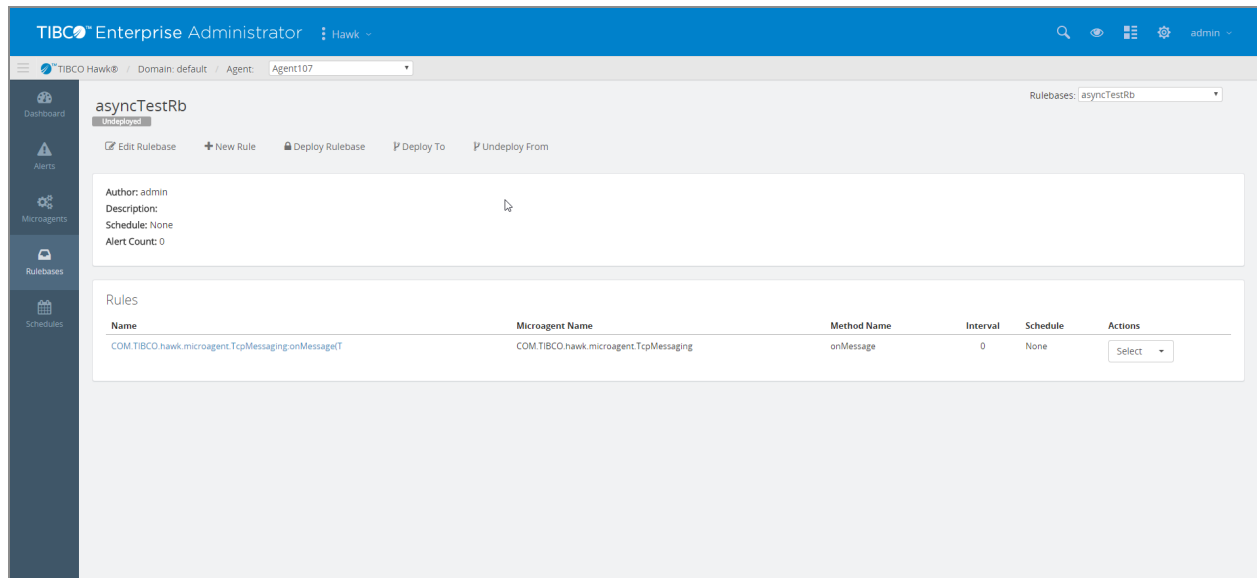 TIBCO™ Enterprise Administrator Hawk admin
™TIBCO Hawk® / Domain: default / Agent: Agent107
Dashboard
Alerts
Microagents
Rulebases
Schedules
asyncTestRb
Undeployed
Rulebases: asyncTestRb
Edit Rulebase New Rule Deploy Rulebase Deploy To Undeploy From
Author: admin
Description:
Schedule: None
Alert Count: 0
Rules
Name Microagent Name Method Name Interval Schedule Actions
COM.TIBCO.hawk.microagent.TcpMessaging:onMessage(T COM.TIBCO.hawk.microagent.TcpMessaging onMessage 0 None Select